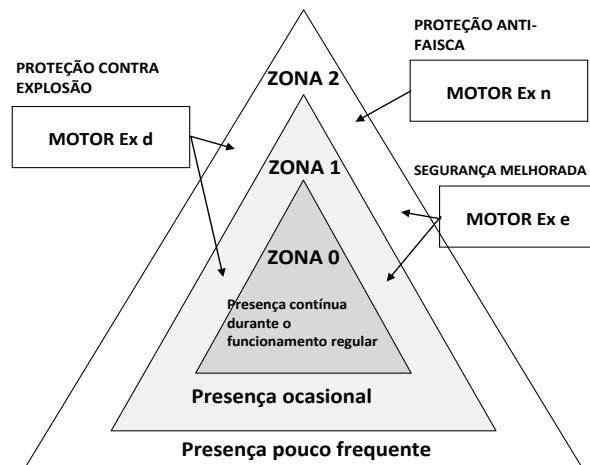 PROTEÇÃO CONTRA
EXPLOSÃO
MOTOR Ex d
ZONA 2
PROTEÇÃO ANTI-
FAISCA
MOTOR Ex n
ZONA 1
SEGURANÇA MELHORADA
MOTOR Ex e
ZONA 0
Presença contínua
durante o
funcionamento regular
Presença ocasional
Presença pouco frequente